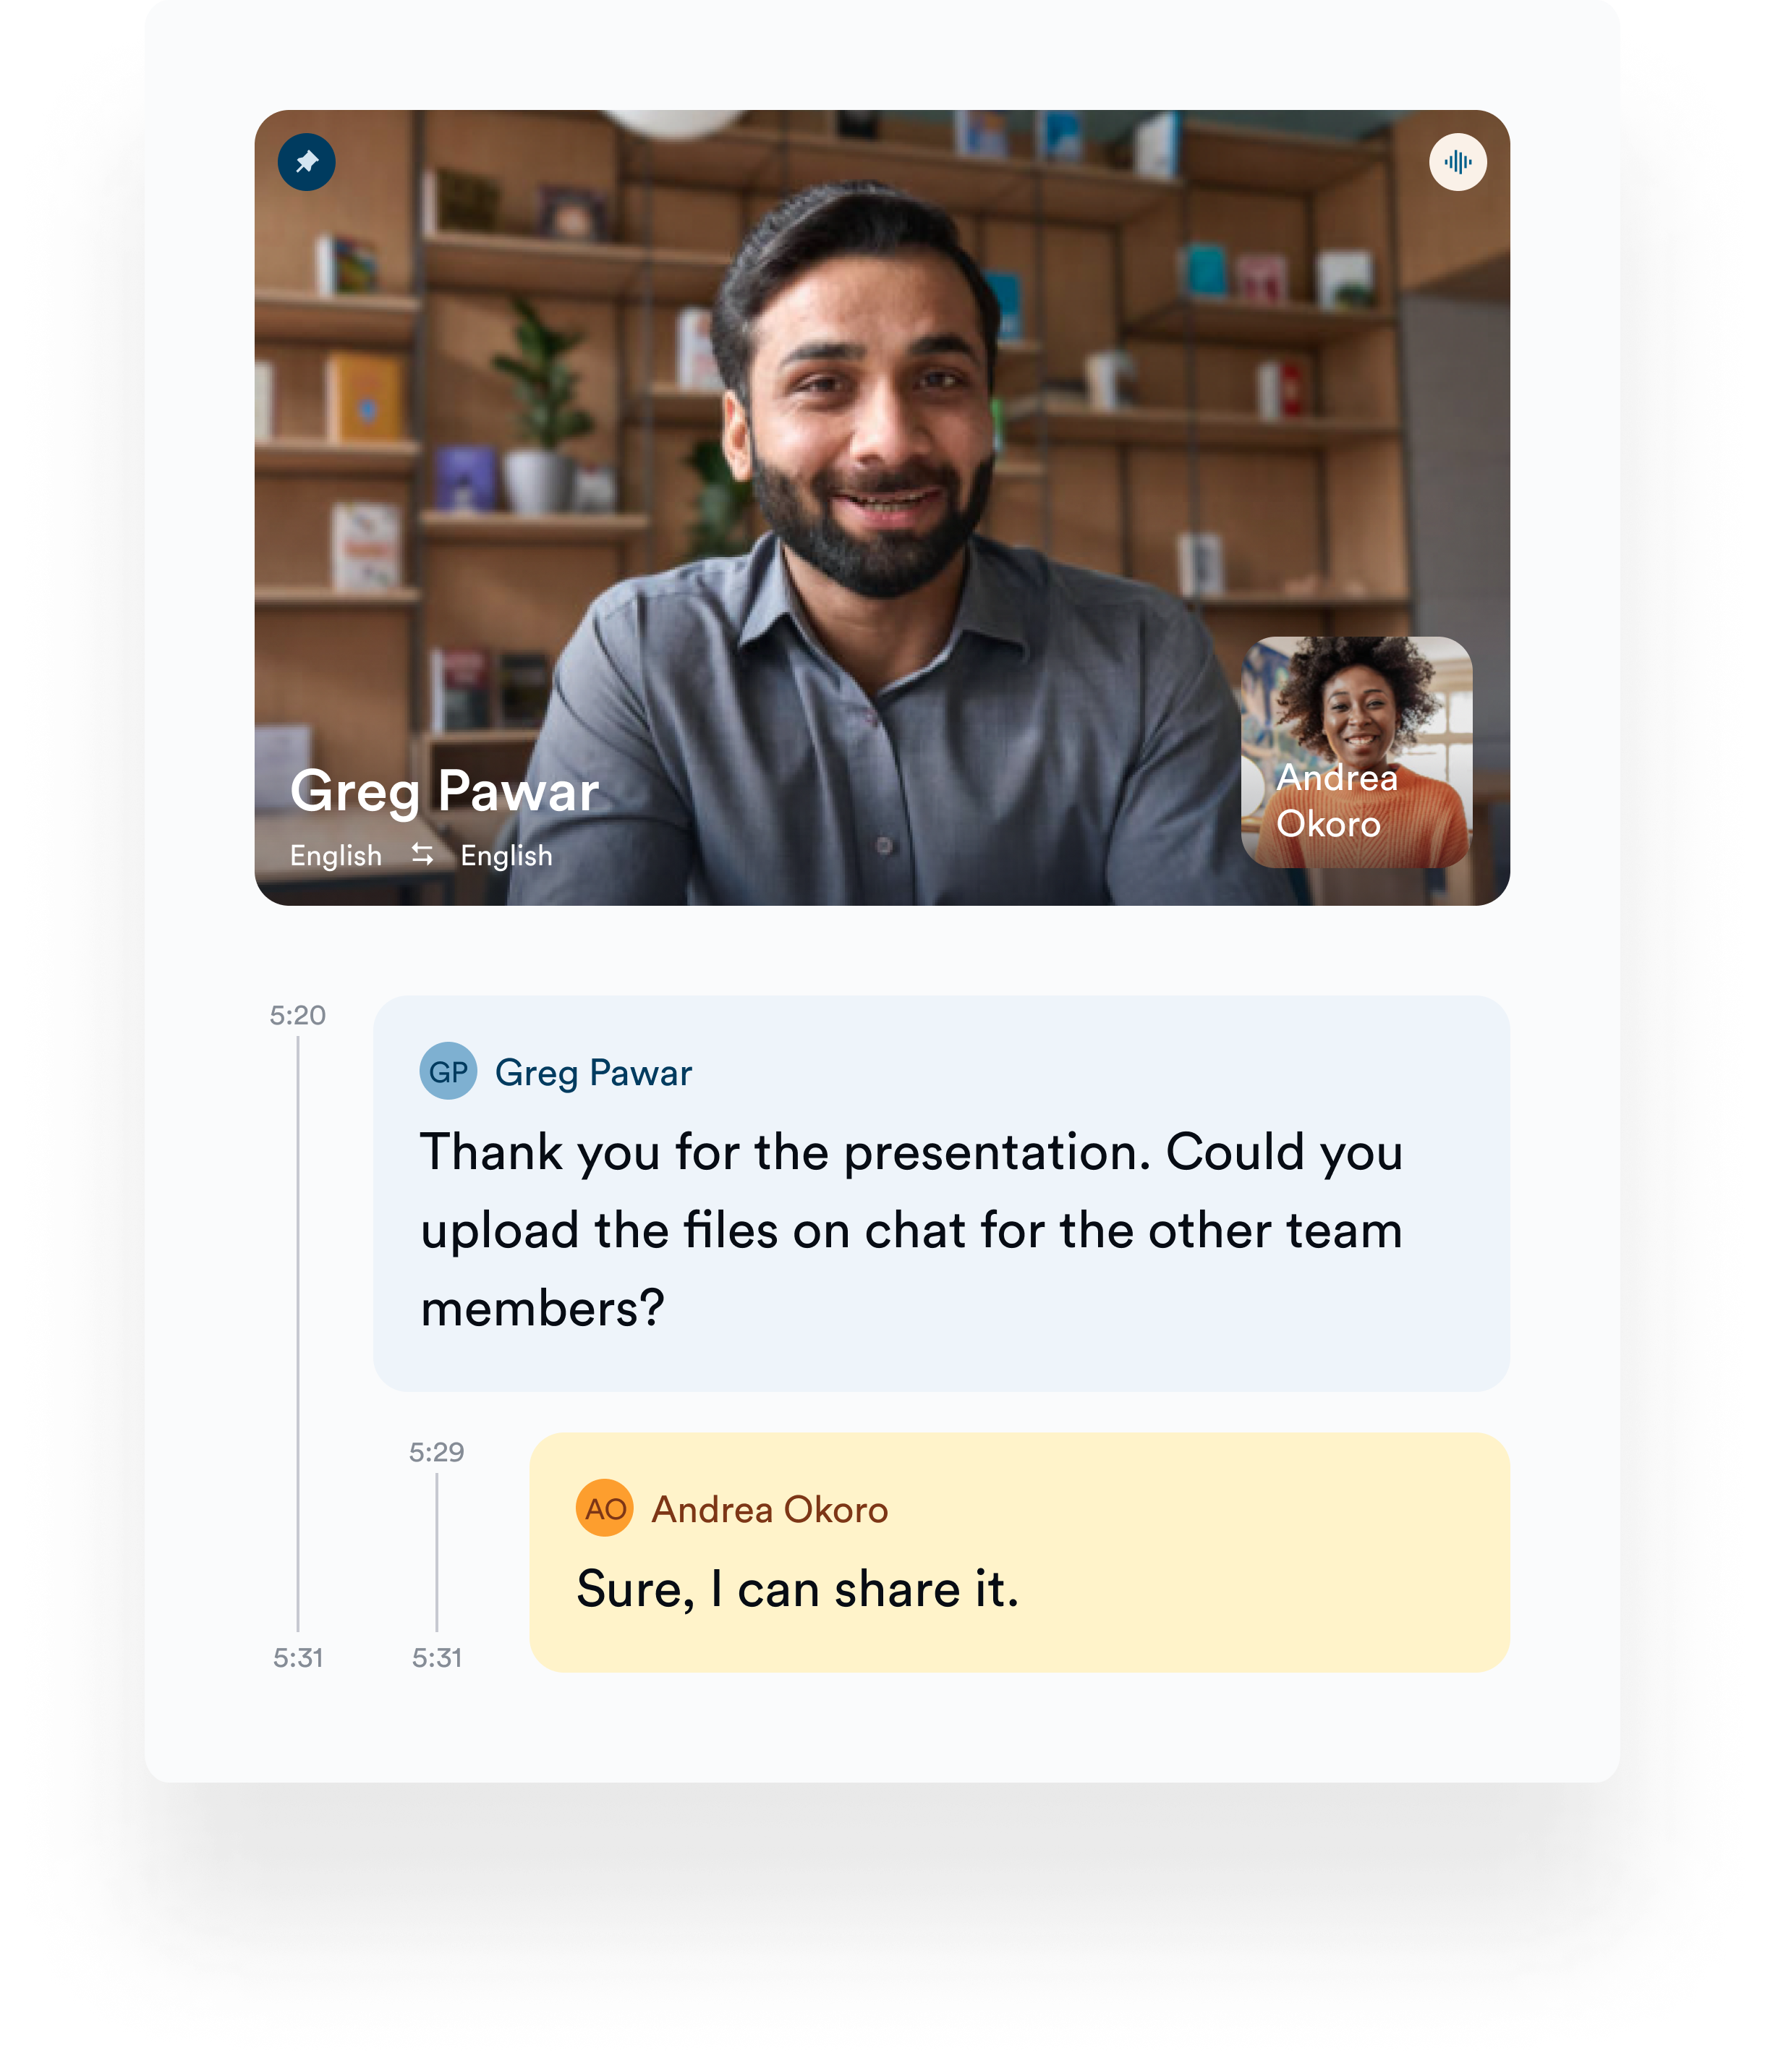 Greg Pawar
English ⇆ English
Andrea
Okoro
5:20
GP Greg Pawar
Thank you for the presentation. Could you
upload the files on chat for the other team
members?
5:29
AO Andrea Okoro
Sure, I can share it.
5:31 5:31